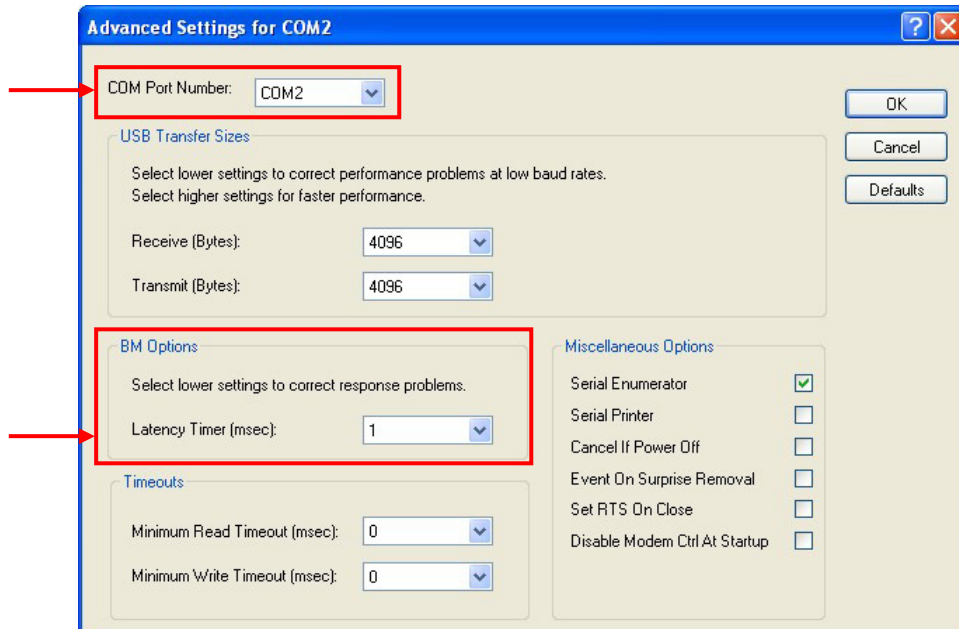 Advanced Settings for COM2
COM Port Number: COM2
OK
USB Transfer Sizes
Cancel
Select lower settings to correct performance problems at low baud rates.
Select higher settings for faster performance.
Defaults
Receive (Bytes): 4096
Transmit (Bytes): 4096
BM Options
Select lower settings to correct response problems.
Latency Timer (msec): 1
Timeouts
Minimum Read Timeout (msec): 0
Minimum Write Timeout (msec): 0
Miscellaneous Options
Serial Enumerator
Serial Printer
Cancel If Power Off
Event On Surprise Removal
Set RTS On Close
Disable Modem Ctrl At Startup